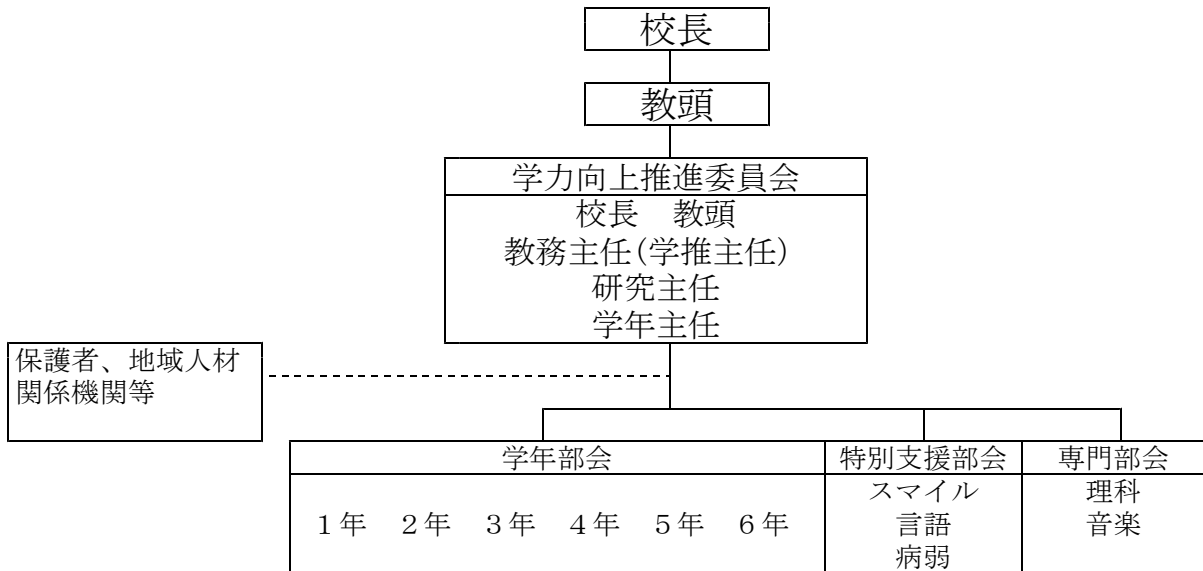 校長
教頭
学力向上推進委員会
校長　教頭
教務主任(学推主任)
研究主任
学年主任
保護者、地域人材
関係機関等
学年部会
１年　２年　３年　４年　５年　６年
特別支援部会
スマイル
言語
病弱
専門部会
理科
音楽